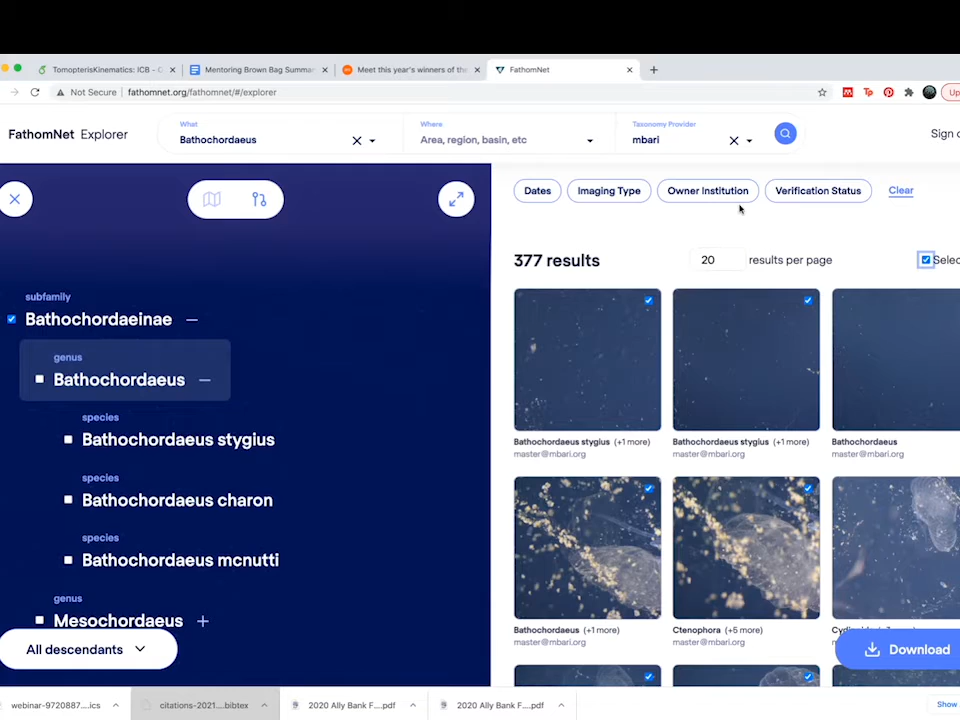 TomopterisKinematics: ICB - G
Mentoring Brown Bag Summar
Meet this year's winners of the
FathomNet
Not Secure | fathomnet.org/fathomnet/#/explorer
Up
FathomNet Explorer
What
Bathochordaeus
Where
Area, region, basin, etc
Taxonomy Provider
mbari
Sign
Dates
Imaging Type
Owner Institution
Verification Status
Clear
377 results
20 results per page
Selec
subfamily
Bathochordaeinae
genus
Bathochordaeus
species
Bathochordaeus stygius
species
Bathochordaeus charon
species
Bathochordaeus mcnutti
genus
Mesochordaeus
All descendants
Bathochordaeus stygius (+1 more)
master@mbari.org
Bathochordaeus stygius (+1 more)
master@mbari.org
Bathochordaeus
master@mbari.org
Bathochordaeus (+1 more)
master@mbari.org
Ctenophora (+5 more)
master@mbari.org
Download
webinar-9720887....ics
citations-2021....bibtex
2020 Ally Bank F....pdf
2020 Ally Bank F....pdf
Show